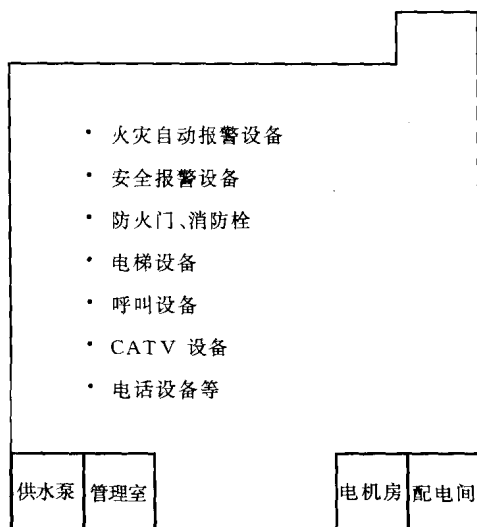 · 火灾自动报警设备
· 安全报警设备
· 防火门、消防栓
· 电梯设备
· 呼叫设备
· CATV 设备
· 电话设备等
供水泵 管理室 电机房 配电间